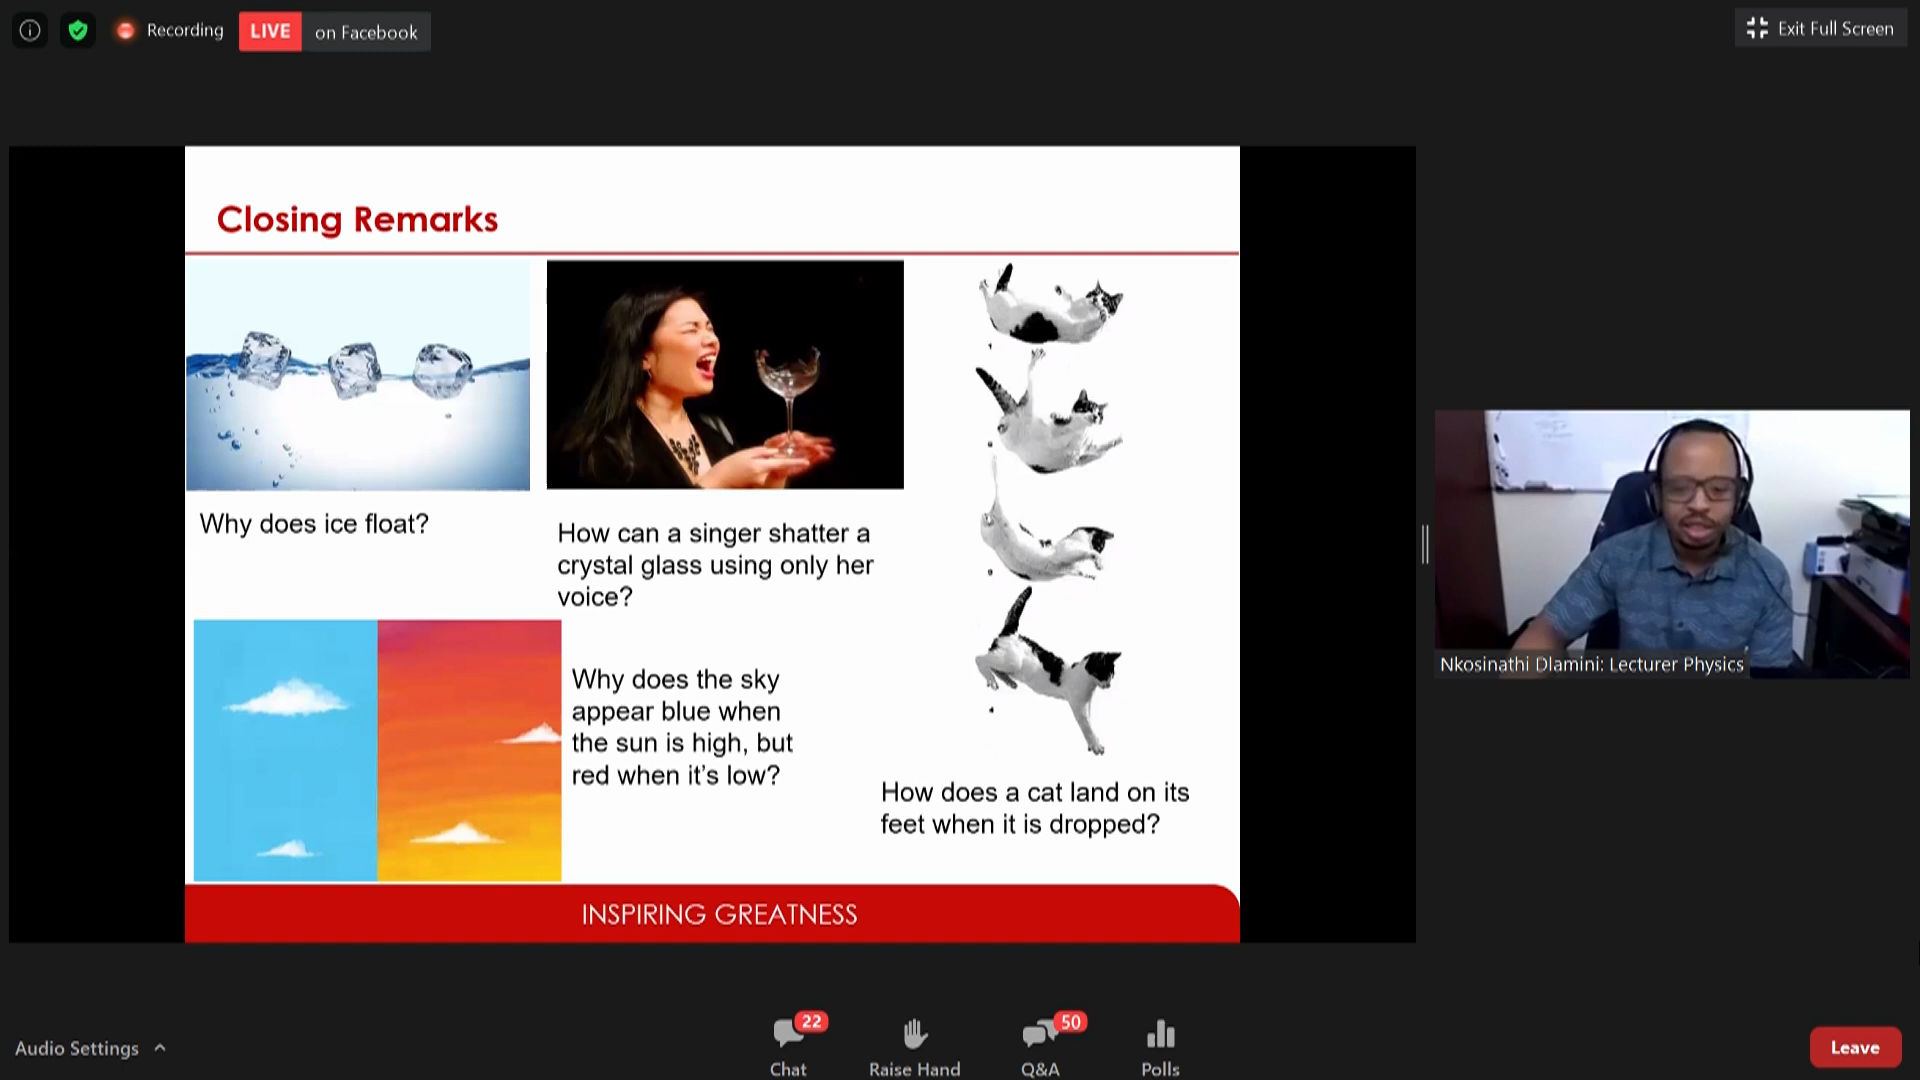 Recording
LIVE on Facebook
Exit Full Screen
Closing Remarks
Why does ice float?
How can a singer shatter a
crystal glass using only her
voice?
Why does the sky
appear blue when
the sun is high, but
red when it's low?
How does a cat land on its
feet when it is dropped?
INSPIRING GREATNESS
Nkosinathi Dlamini: Lecturer Physics
Audio Settings
22
Chat
Raise Hand
50
Q&A
Polls
Leave